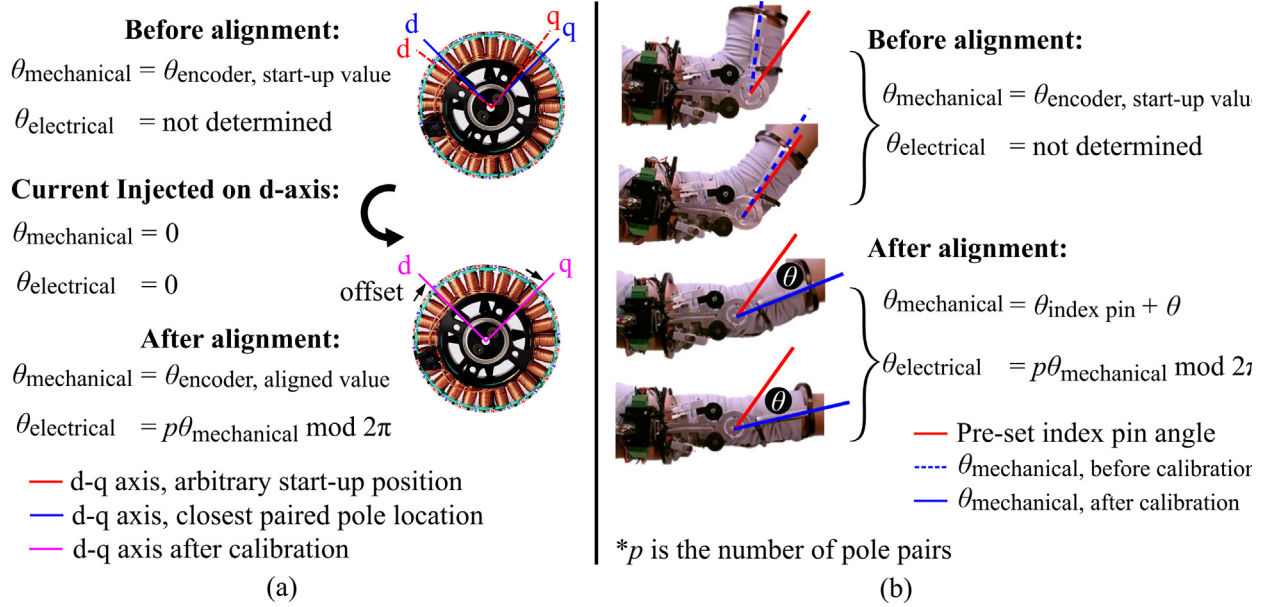 Before alignment:
θmechanical = θencoder, start-up value
θelectrical = not determined
d
q
d
q
Current Injected on d-axis:
θmechanical = 0
θelectrical = 0
d
q
offset
After alignment:
θmechanical = θencoder, aligned value
θelectrical = pθmechanical mod 2π
d-q axis, arbitrary start-up position
d-q axis, closest paired pole location
d-q axis after calibration
(a)
Before alignment:
θmechanical = θencoder, start-up value
θelectrical = not determined
After alignment:
θ
θmechanical = θindex pin + θ
θ
θelectrical = pθmechanical mod 2π
Pre-set index pin angle
θmechanical, before calibration
θmechanical, after calibration
*p is the number of pole pairs
(b)